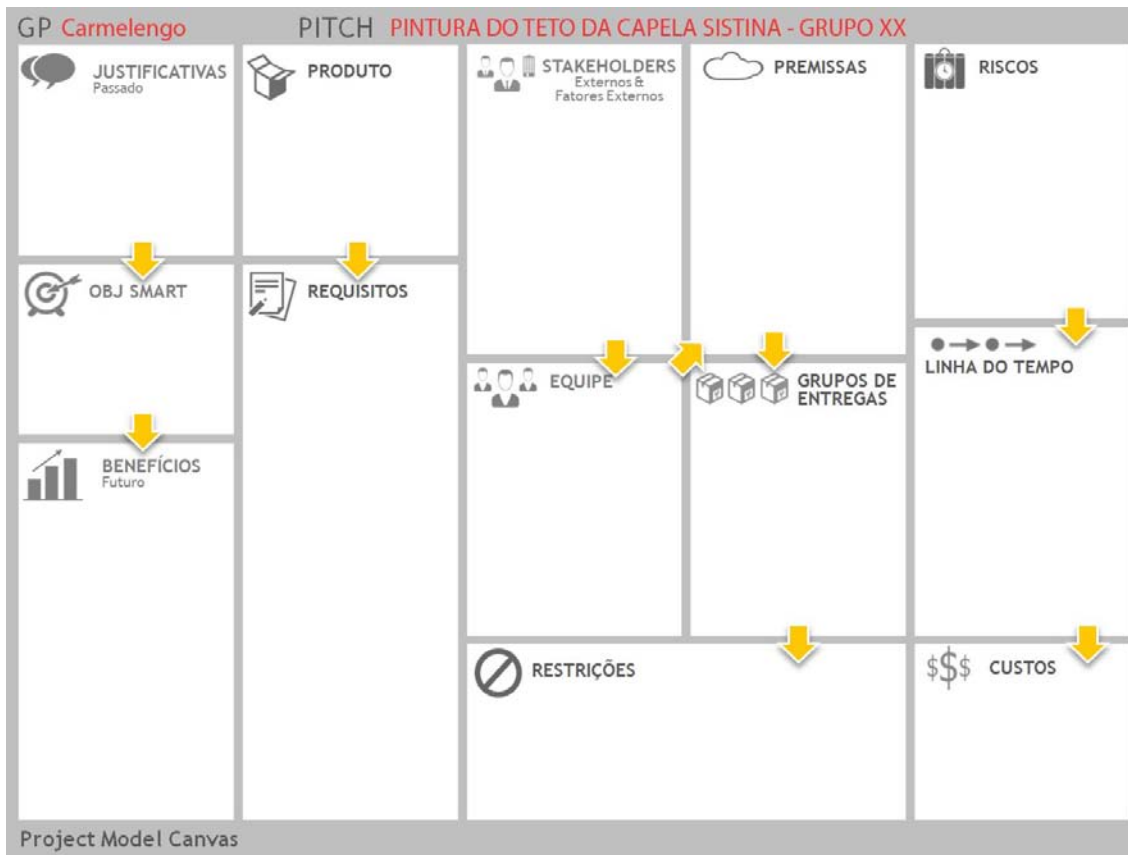 GP Carmelengo PITCH PINTURA DO TETO DA CAPELA SISTINA - GRUPO XX
JUSTIFICATIVAS
Passado
PRODUTO
STAKEHOLDERS
Externos &
Fatores Externos
PREMISSAS
RISCOS
OBJ SMART
REQUISITOS
LINHA DO TEMPO
EQUIPE
GRUPOS DE
ENTREGAS
BENEFÍCIOS
Futuro
RESTRIÇÕES
$$$ CUSTOS
Project Model Canvas